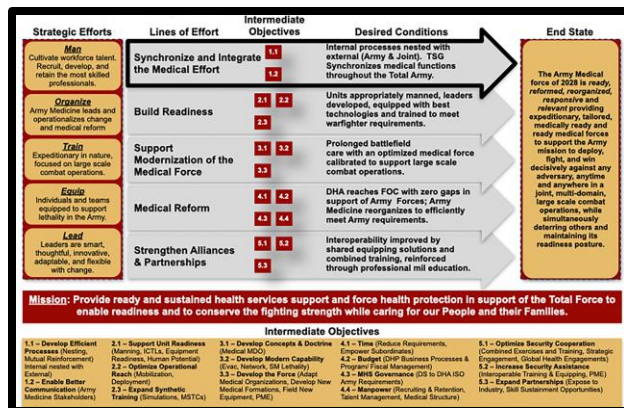 Strategic Efforts
Lines of Effort
Intermediate
Objectives
Desired Conditions
End State
Man
Cultivate workforce talent.
Recruit, develop, and
retain the most skilled
professionals.
Organize
Army Medicine leads and
operationalizes change
and medical reform
Train
Expeditionary in nature,
focused on large scale
combat operations.
Equip
Individuals and teams
equipped to support
lethality in the Army.
Lead
Leaders are smart,
thoughtful, innovative,
adaptable, and flexible
with change.
Synchronize and Integrate
the Medical Effort
1.1
1.2
Internal processes nested with
external (Army & Joint). TSG
Synchronizes medical functions
throughout the Total Army.
Build Readiness
2.1 2.2
2.3
Units appropriately manned, leaders
developed, equipped with best
technologies and trained to meet
warfighter requirements.
Support
Modernization of the
Medical Force
3.1 3.2
3.3
Prolonged battlefield
care with an optimized medical force
calibrated to support large scale
combat operations.
Medical Reform
4.1 4.2
4.3 4.4
DHA reaches FOC with zero gaps in
support of Army Forces; Army
Medicine reorganizes to efficiently
meet Army requirements.
Strengthen Alliances
& Partnerships
5.1 5.2
5.3
Interoperability improved by
shared equipping solutions and
combined training, reinforced
through professional mil education.
The Army Medical
force of 2028 is ready,
reformed, reorganized,
responsive and
relevant providing
expeditionary, tailored,
medically ready and
ready medical forces
to support the Army
mission to deploy,
fight, and win
decisively against any
adversary, anytime
and anywhere in a
joint, multi-domain,
large scale combat
operations, while
simultaneously
deterring others and
maintaining its
readiness posture.
Mission: Provide ready and sustained health services support and force health protection in support of the Total Force to
enable readiness and to conserve the fighting strength while caring for our People and their Families.
Intermediate Objectives
1.1 – Develop Efficient
Processes (Nesting,
Mutual Reinforcement)
Internal nested with
External)
1.2 – Enable Better
Communication (Army
Medicine Stakeholders)
2.1 – Support Unit Readiness
(Manning, ICTLs, Equipment
Readiness, Human Potential)
2.2 – Optimize Operational
Reach (Mobilization,
Deployment)
2.3 – Expand Synthetic
Training (Simulations, MSTCs)
3.1 – Develop Concepts & Doctrine
(Medical MDO)
3.2 – Develop Modern Capability
(Evac, Network, SM Lethality)
3.3 – Develop the Force (Adapt
Medical Organizations, Develop New
Medical Formations, Field New
Equipment, PME)
4.1 – Time (Reduce Requirements,
Empower Subordinates)
4.2 – Budget (DHP Business Processes &
Program/ Fiscal Management)
4.3 – MHS Governance (DS to DHA ISO
Army Requirements)
4.4 – Manpower (Recruiting & Retention,
Talent Management, Medical Structure)
5.1 – Optimize Security Cooperation
(Combined Exercises and Training, Strategic
Engagement, Global Health Engagements)
5.2 – Increase Security Assistance
(Interoperable Training & Equipping, PME)
5.3 – Expand Partnerships (Expose to
Industry, Skill Sustainment Opportunities)